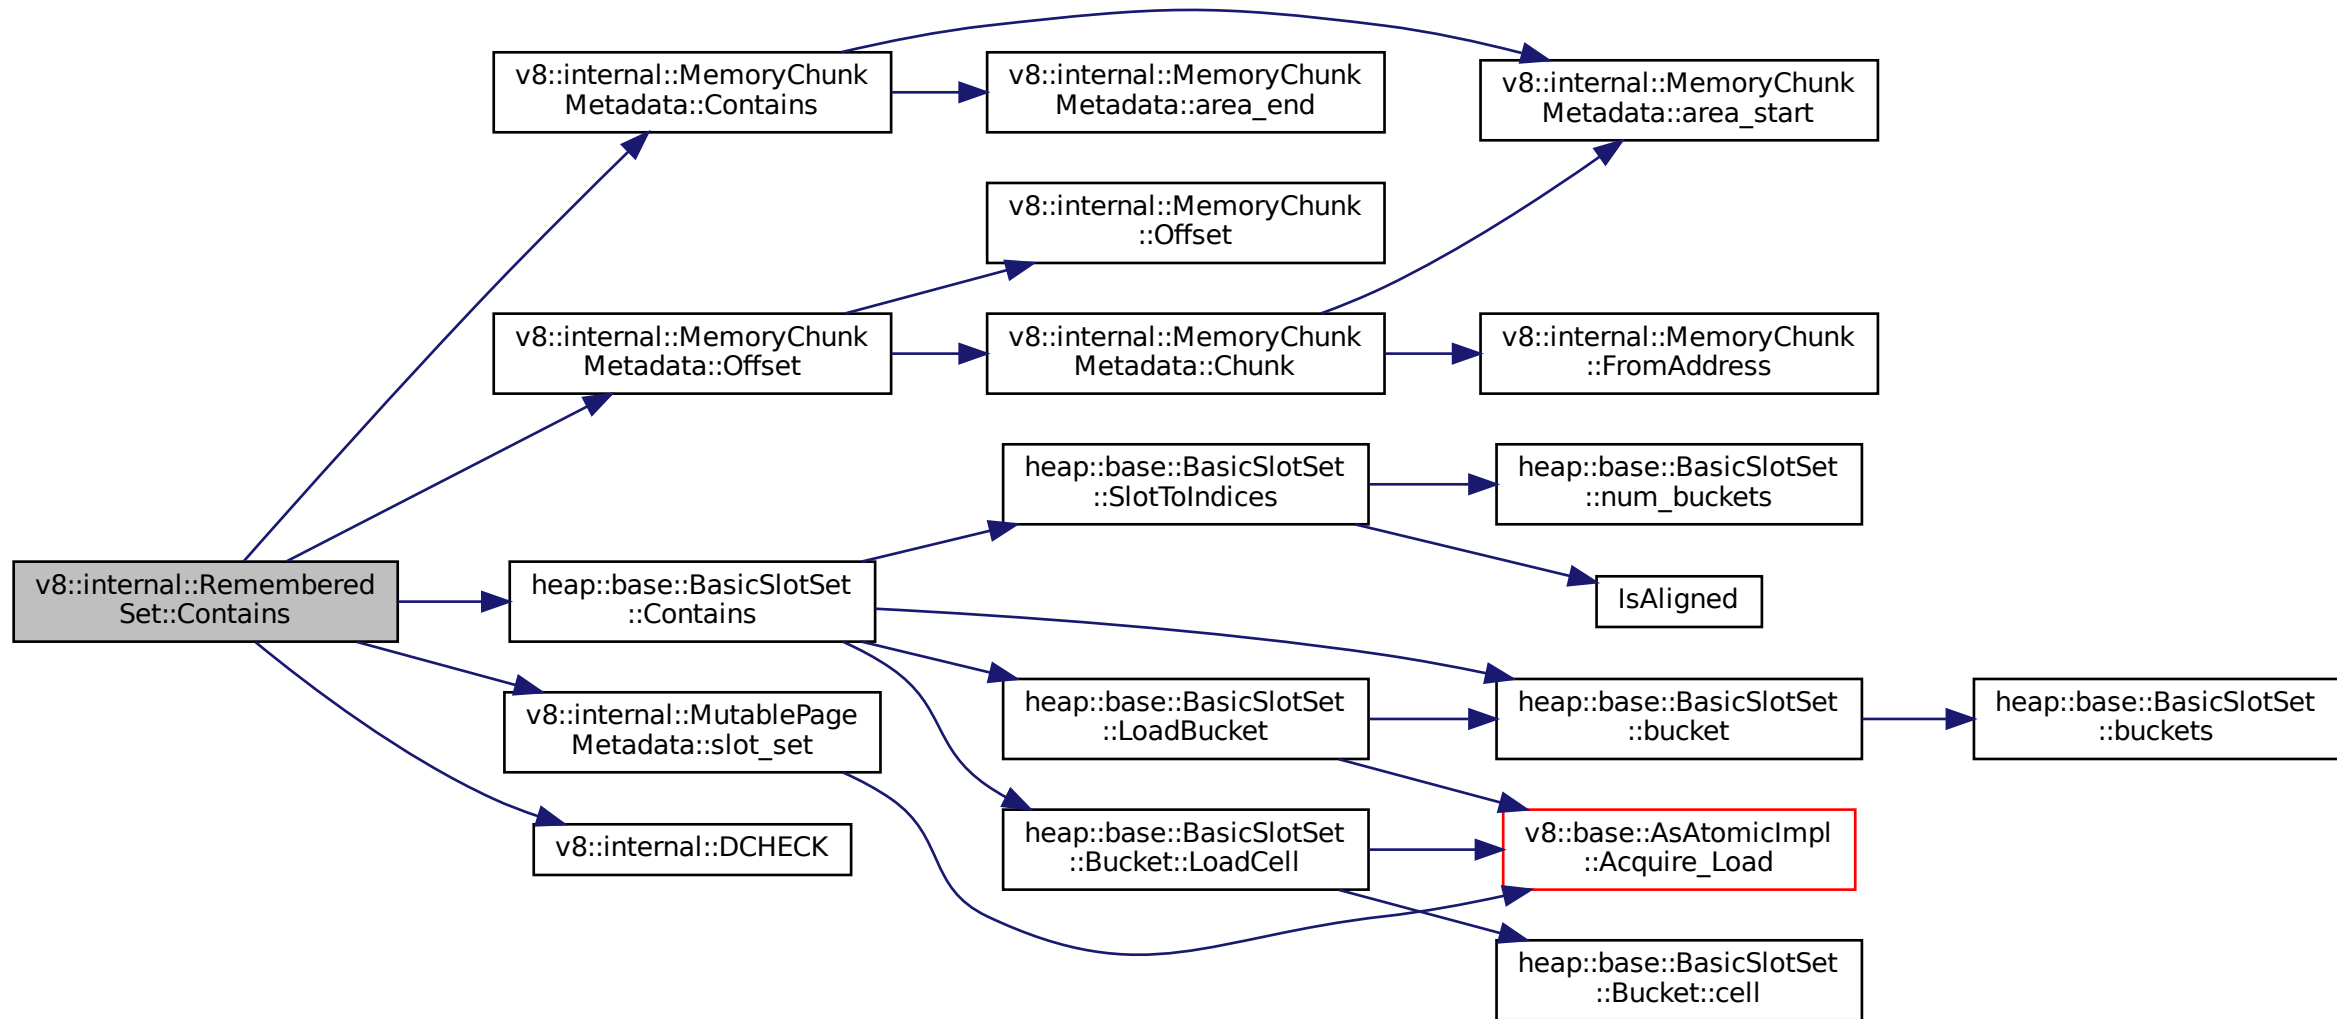 v8::internal::MemoryChunk
Metadata::Contains
v8::internal::MemoryChunk
Metadata::area_end
v8::internal::MemoryChunk
Metadata::area_start
v8::internal::MemoryChunk
::Offset
v8::internal::MemoryChunk
Metadata::Offset
v8::internal::MemoryChunk
Metadata::Chunk
v8::internal::MemoryChunk
::FromAddress
heap::base::BasicSlotSet
::SlotToIndices
heap::base::BasicSlotSet
::num_buckets
v8::internal::Remembered
Set::Contains
heap::base::BasicSlotSet
::Contains
IsAligned
v8::internal::MutablePage
Metadata::slot_set
heap::base::BasicSlotSet
::LoadBucket
heap::base::BasicSlotSet
::bucket
heap::base::BasicSlotSet
::buckets
v8::internal::DCHECK
heap::base::BasicSlotSet
::Bucket::LoadCell
v8::base::AsAtomicImpl
::Acquire_Load
heap::base::BasicSlotSet
::Bucket::cell